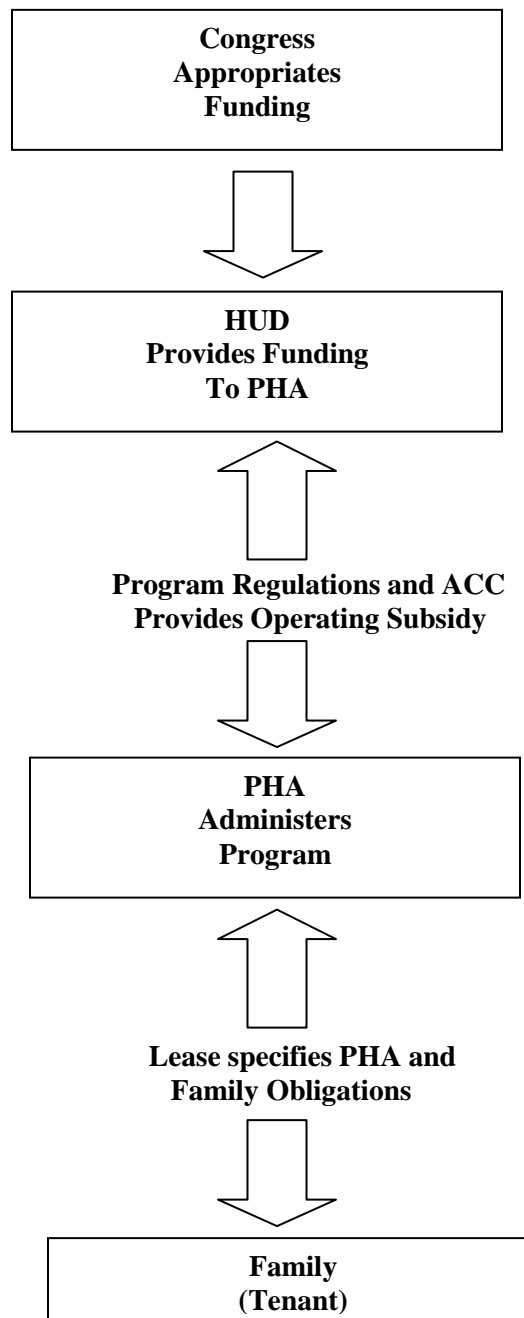 Congress
Appropriates
Funding
HUD
Provides Funding
To PHA
Program Regulations and ACC
Provides Operating Subsidy
PHA
Administers
Program
Lease specifies PHA and
Family Obligations
Family
(Tenant)